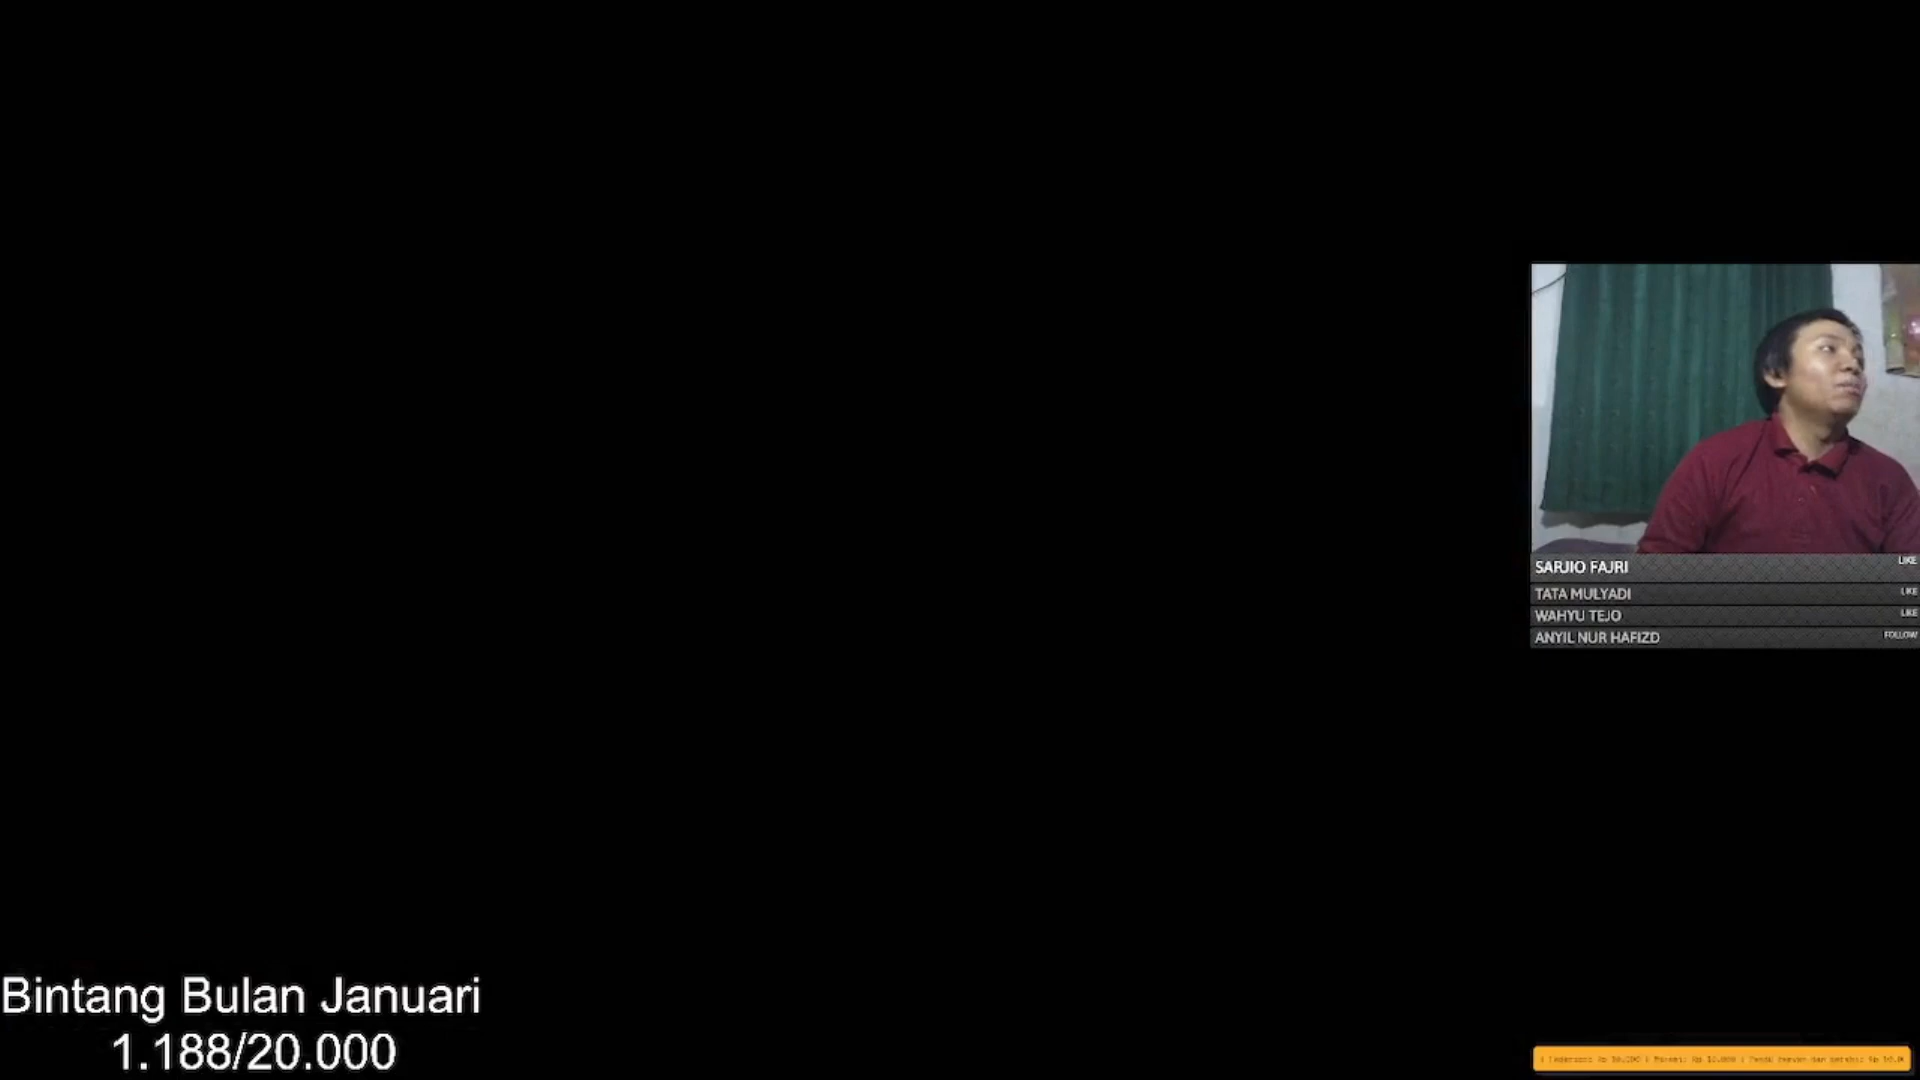 SARJIO FAJRI LIKE
TATA MULYADI LIKE
WAHYU TEJO LIKE
ANYIL NUR HAFIZD FOLLOW
Bintang Bulan Januari
1.188/20.000